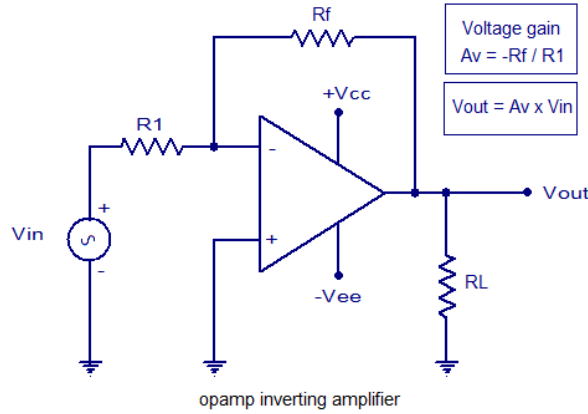 Rf
Voltage gain
Av = -Rf / R1
+Vcc
Vout = Av x Vin
R1
-
Vout
+
Vin
S
+
-
RL
-Vee
opamp inverting amplifier